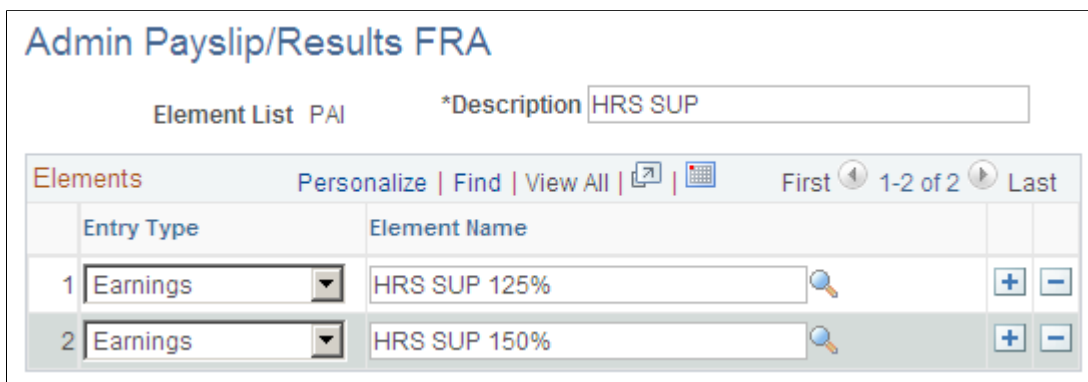 Admin Payslip/Results FRA
Element List PAI *Description HRS SUP
Elements Personalize | Find | View All | | First 1-2 of 2 Last
Entry Type Element Name
1 Earnings HRS SUP 125%
2 Earnings HRS SUP 150%